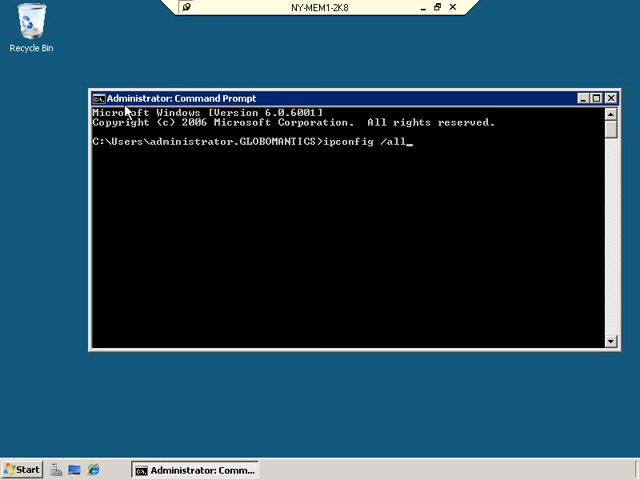 NY-MEM1-2K8
Recycle Bin
Administrator: Command Prompt
Microsoft Windows [Version 6.0.6001]
Copyright (c) 2006 Microsoft Corporation.  All rights reserved.
C:\Users\administrator.GLOBOMANTICS>ipconfig /all_
Start
Administrator: Comm...